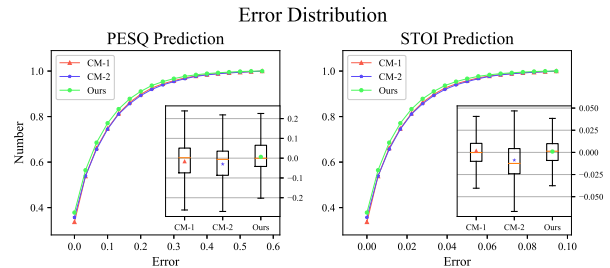 Error Distribution
PESQ Prediction
STOI Prediction
CM-1
CM-2
Ours
CM-1
CM-2
Ours
Number
1.0
0.8
0.6
0.4
1.0
0.8
0.6
0.4
0.2
0.1
0.0
−0.1
−0.2
0.050
0.025
0.000
−0.025
−0.050
CM-1 CM-2 Ours
CM-1 CM-2 Ours
0.0 0.1 0.2 0.3 0.4 0.5 0.6
0.00 0.02 0.04 0.06 0.08 0.10
Error
Error